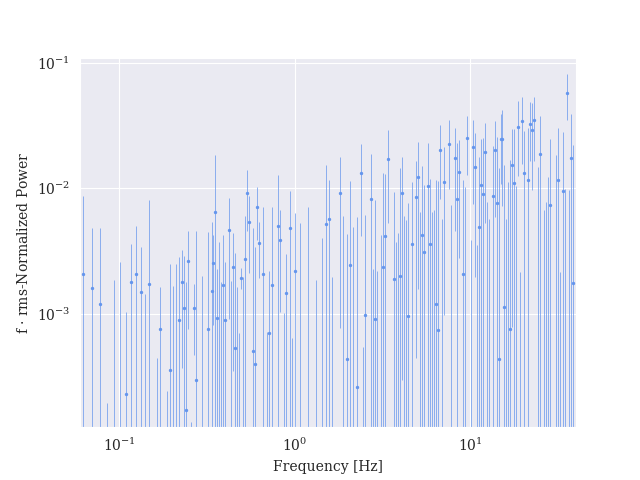 10⁻¹
10⁻²
10⁻³
f · rms-Normalized Power
10⁻¹ 10⁰ 10¹
Frequency [Hz]